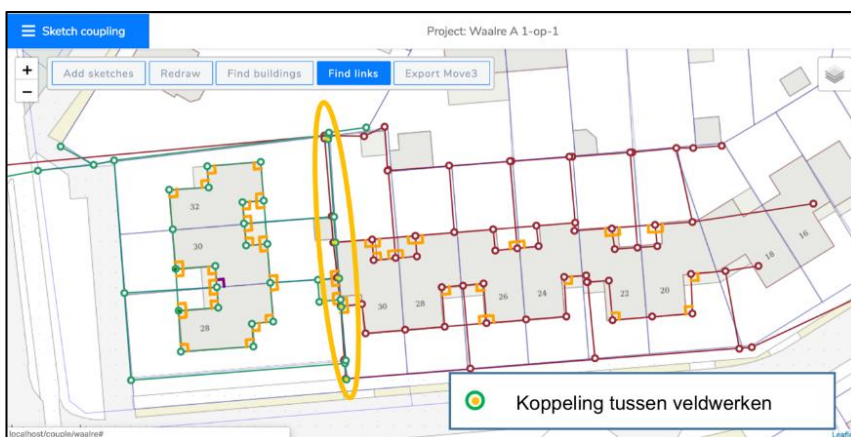 Sketch coupling
Project: Waalre A 1-op-1
+
−
Add sketches
Redraw
Find buildings
Find links
Export Move3
32
30
28
30
28
26
24
22
20
18
16
Koppeling tussen veldwerken
localhost/couple/waalre#
Leafle